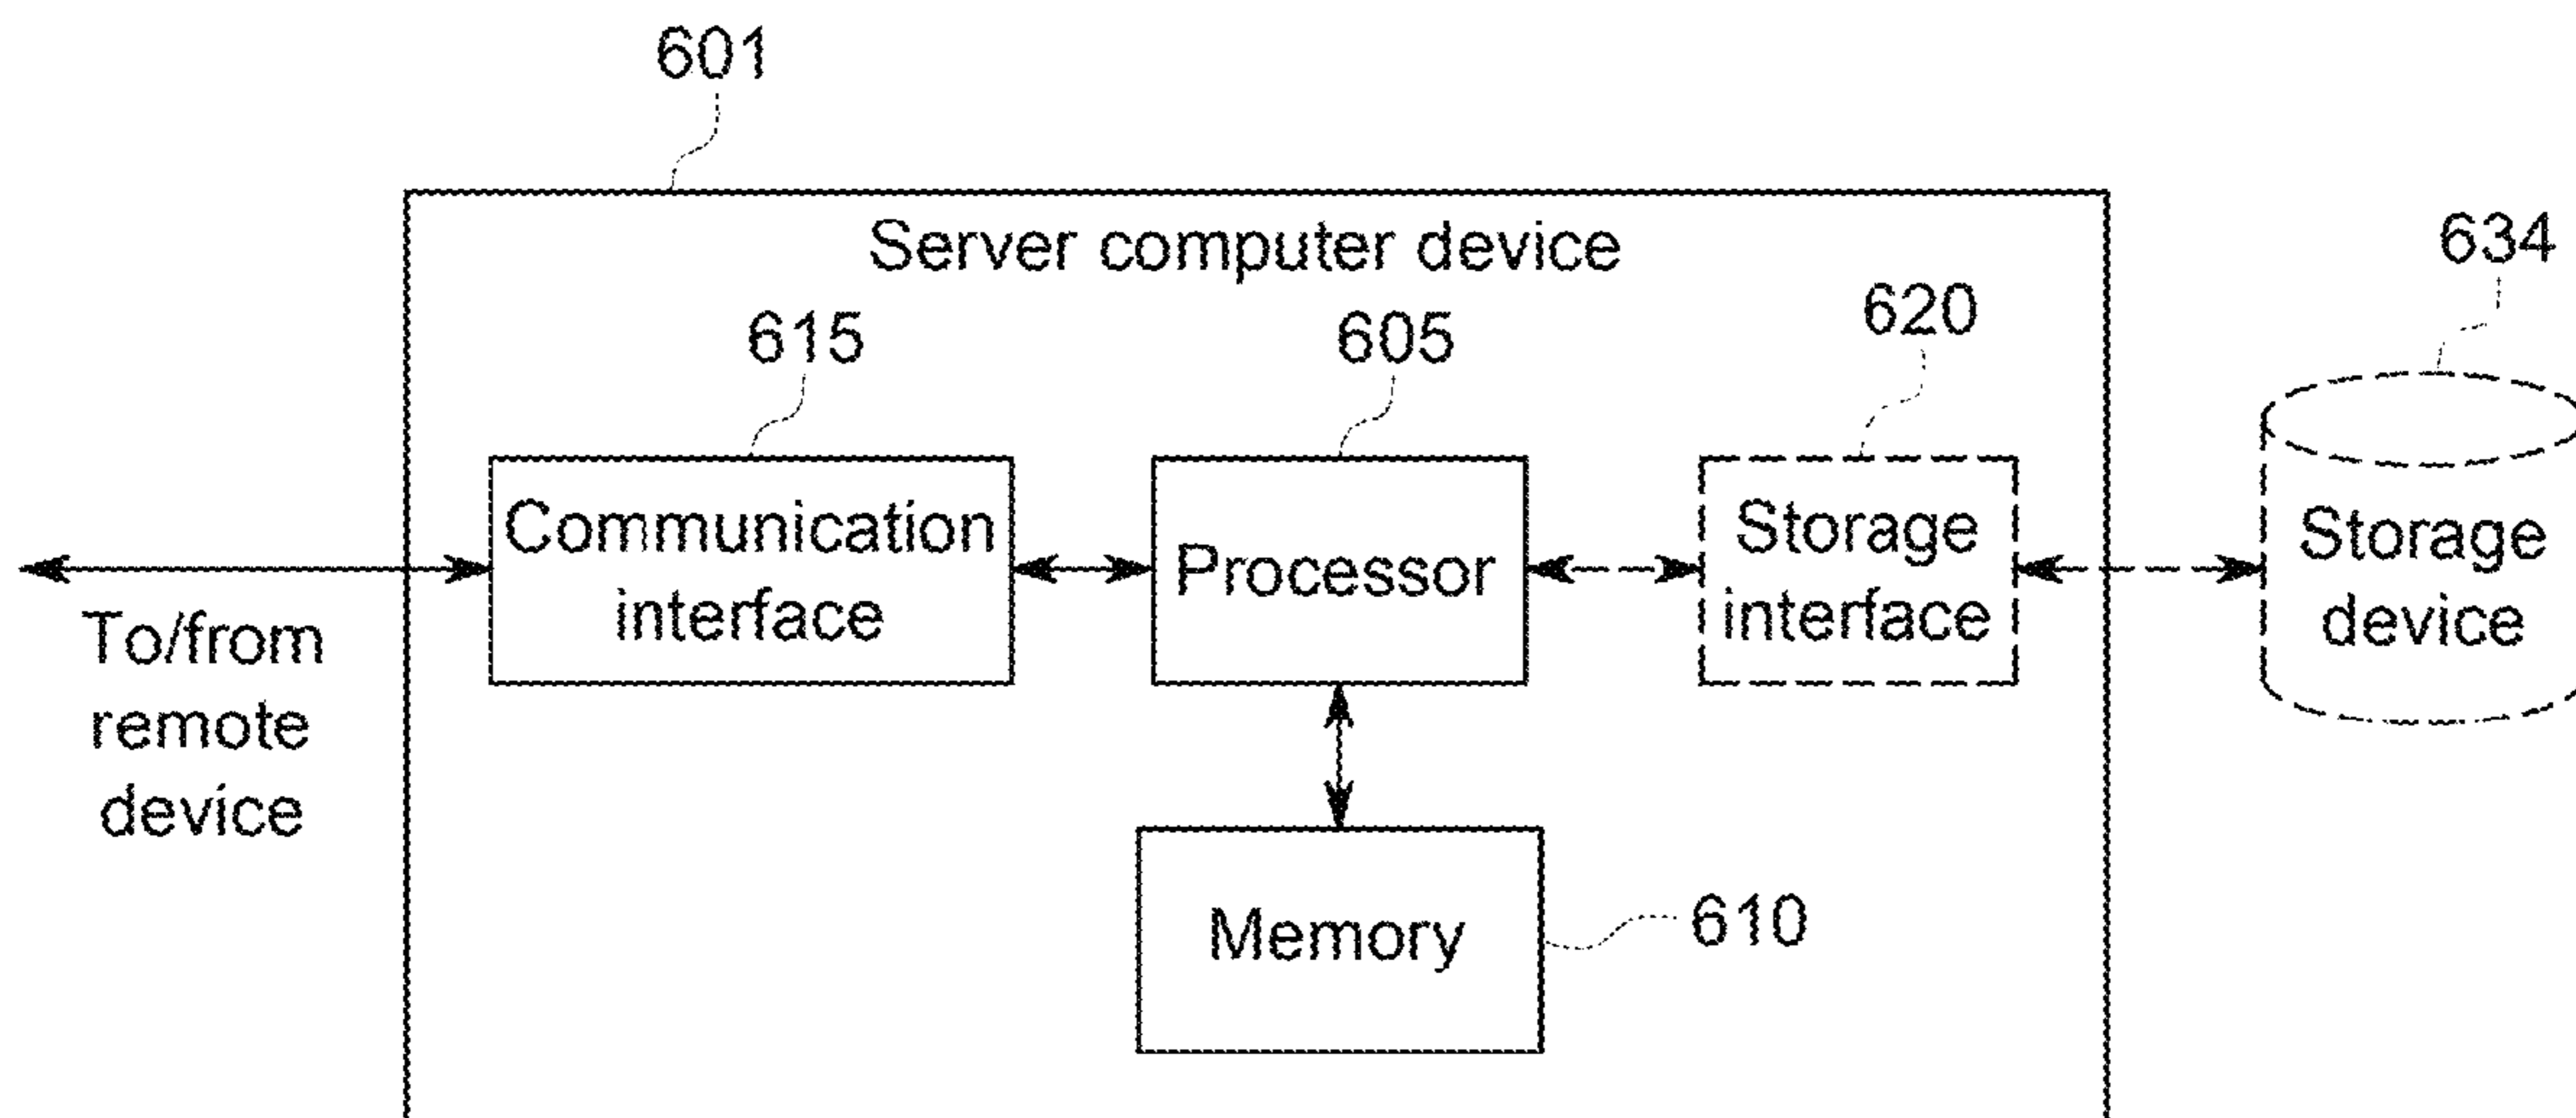 601
Server computer device
634
620
615
605
Communication
interface
Processor
Storage
interface
Storage
device
To/from
remote
device
Memory
610